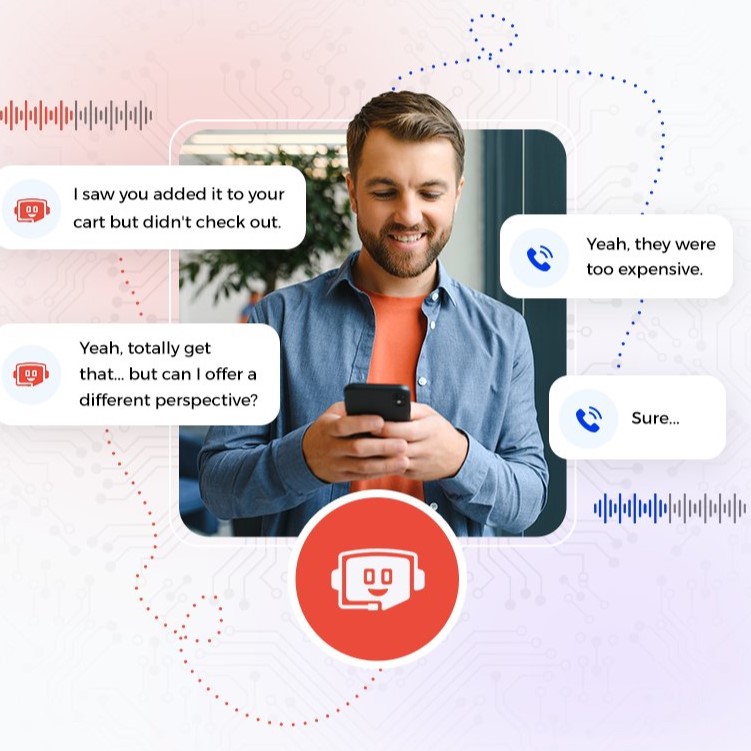 I saw you added it to your
cart but didn't check out.
Yeah, they were
too expensive.
Yeah, totally get
that... but can I offer a
different perspective?
Sure...